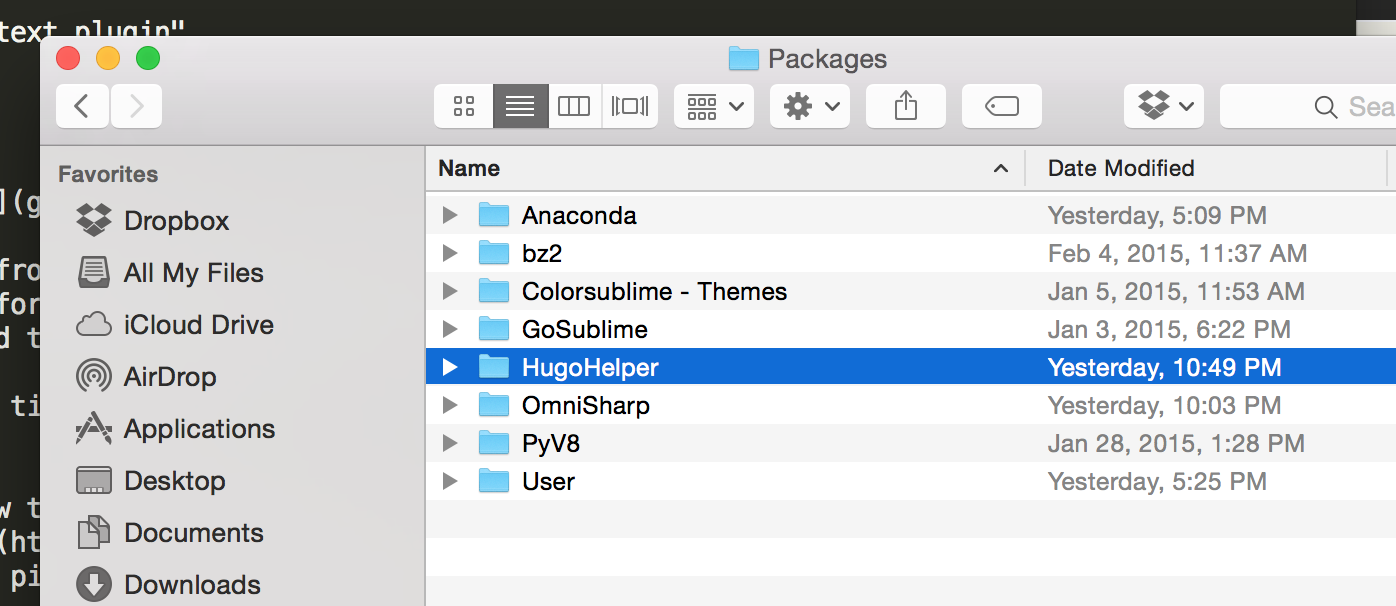 text plugin"
Packages
Sea
Favorites
Dropbox
All My Files
iCloud Drive
AirDrop
Applications
Desktop
Documents
Downloads
Name Date Modified
Anaconda Yesterday, 5:09 PM
bz2 Feb 4, 2015, 11:37 AM
Colorsublime - Themes Jan 5, 2015, 11:53 AM
GoSublime Jan 3, 2015, 6:22 PM
HugoHelper Yesterday, 10:49 PM
OmniSharp Yesterday, 10:03 PM
PyV8 Jan 28, 2015, 1:28 PM
User Yesterday, 5:25 PM
](g
fro
for
d t
ti
w t
(ht
pi